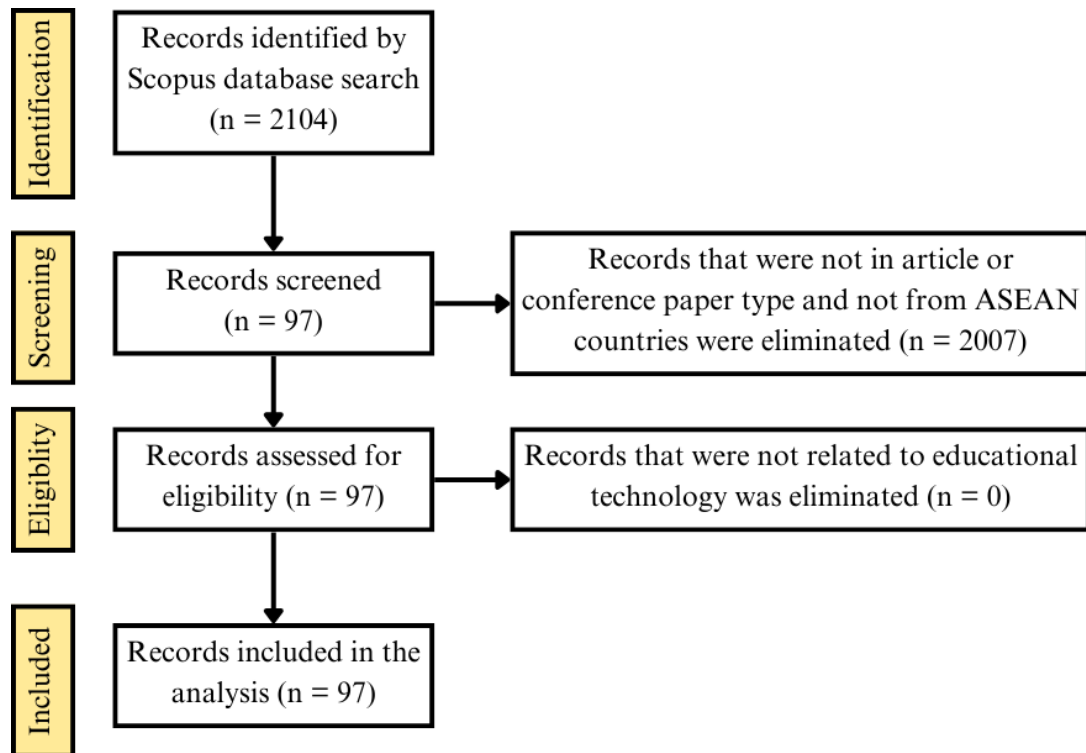 Identification
Records identified by
Scopus database search
(n = 2104)
Screening
Records screened
(n = 97)
Records that were not in article or
conference paper type and not from ASEAN
countries were eliminated (n = 2007)
Eligiblity
Records assessed for
eligibility (n = 97)
Records that were not related to educational
technology was eliminated (n = 0)
Included
Records included in the
analysis (n = 97)